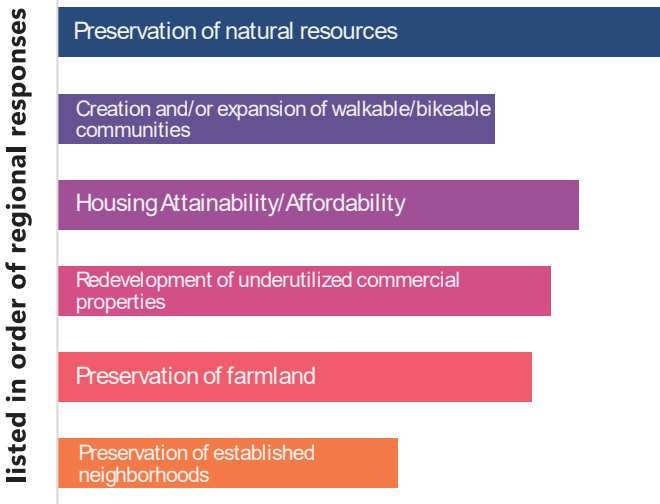 listed in order of regional responses
Preservation of natural resources
Creation and/or expansion of walkable/bikeable
communities
Housing Attainability/Affordability
Redevelopment of underutilized commercial
properties
Preservation of farmland
Preservation of established
neighborhoods